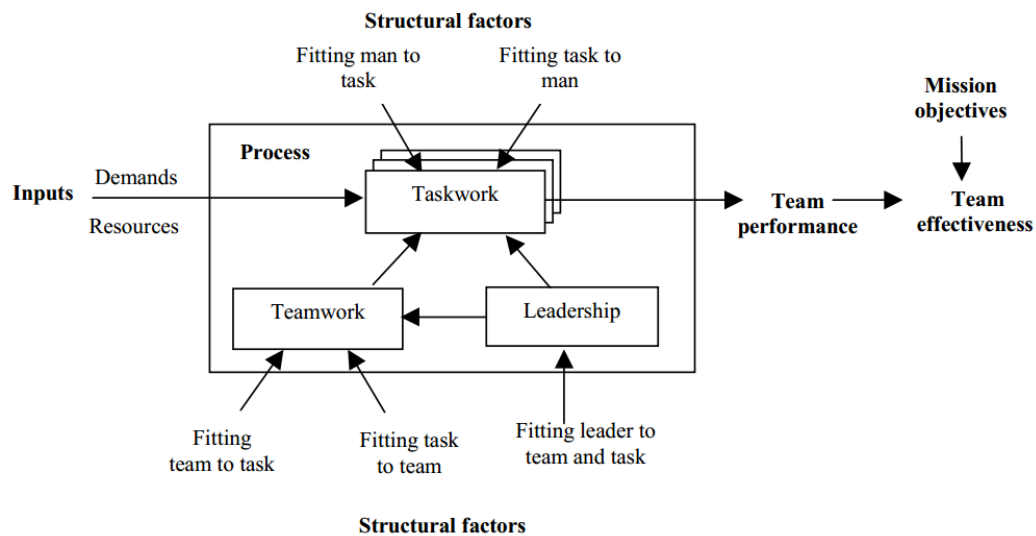 Structural factors
Fitting man to
task
Fitting task to
man
Mission
objectives
Process
Inputs
Demands
Resources
Taskwork
Team
performance
Team
effectiveness
Teamwork
Leadership
Fitting
team to task
Fitting task
to team
Fitting leader to
team and task
Structural factors